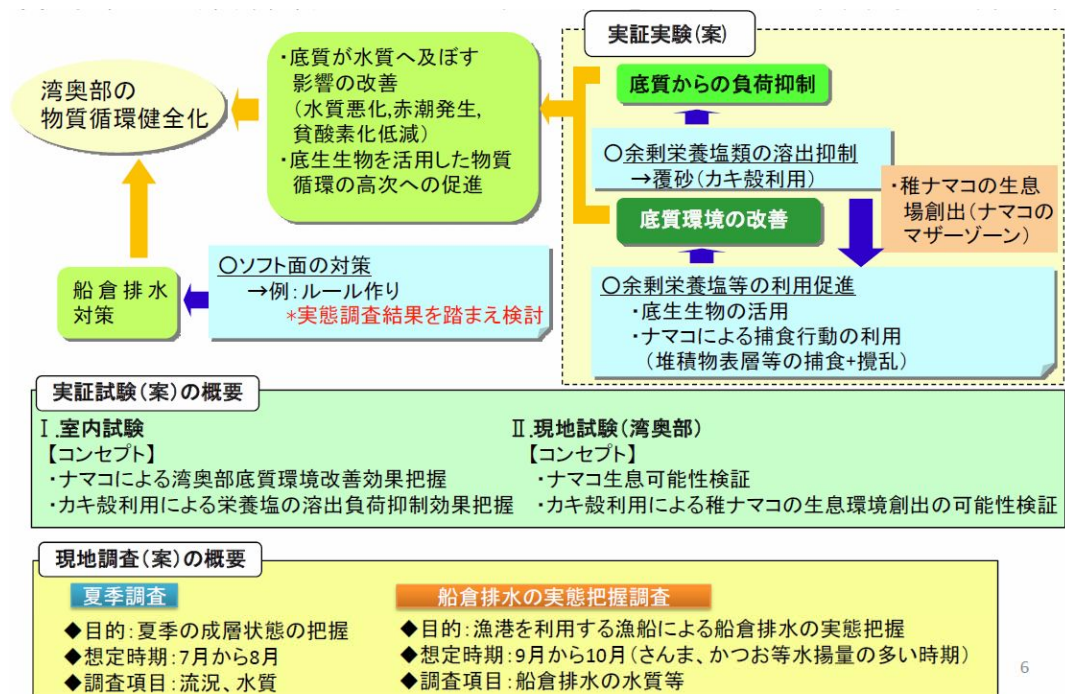 湾奥部の
物質循環健全化
・底質が水質へ及ぼす
影響の改善
(水質悪化,赤潮発生,
貧酸素化低減)
・底生生物を活用した物質
循環の高次への促進
実証実験(案)
底質からの負荷抑制
〇余剰栄養塩類の溶出抑制
→覆砂(カキ殻利用)
・稚ナマコの生息
場創出(ナマコの
マザーゾーン)
底質環境の改善
〇余剰栄養塩等の利用促進
・底生生物の活用
・ナマコによる捕食行動の利用
(堆積物表層等の捕食+攪乱)
船倉排水
対策
〇ソフト面の対策
→例:ルール作り
*実態調査結果を踏まえ検討
実証試験(案)の概要
Ⅰ.室内試験
【コンセプト】
・ナマコによる湾奥部底質環境改善効果把握
・カキ殻利用による栄養塩の溶出負荷抑制効果把握
Ⅱ.現地試験(湾奥部)
【コンセプト】
・ナマコ生息可能性検証
・カキ殻利用による稚ナマコの生息環境創出の可能性検証
現地調査(案)の概要
夏季調査
◆目的:夏季の成層状態の把握
◆想定時期:7月から8月
◆調査項目:流況、水質
船倉排水の実態把握調査
◆目的:漁港を利用する漁船による船倉排水の実態把握
◆想定時期:9月から10月(さんま、かつお等水揚量の多い時期)
◆調査項目:船倉排水の水質等
6